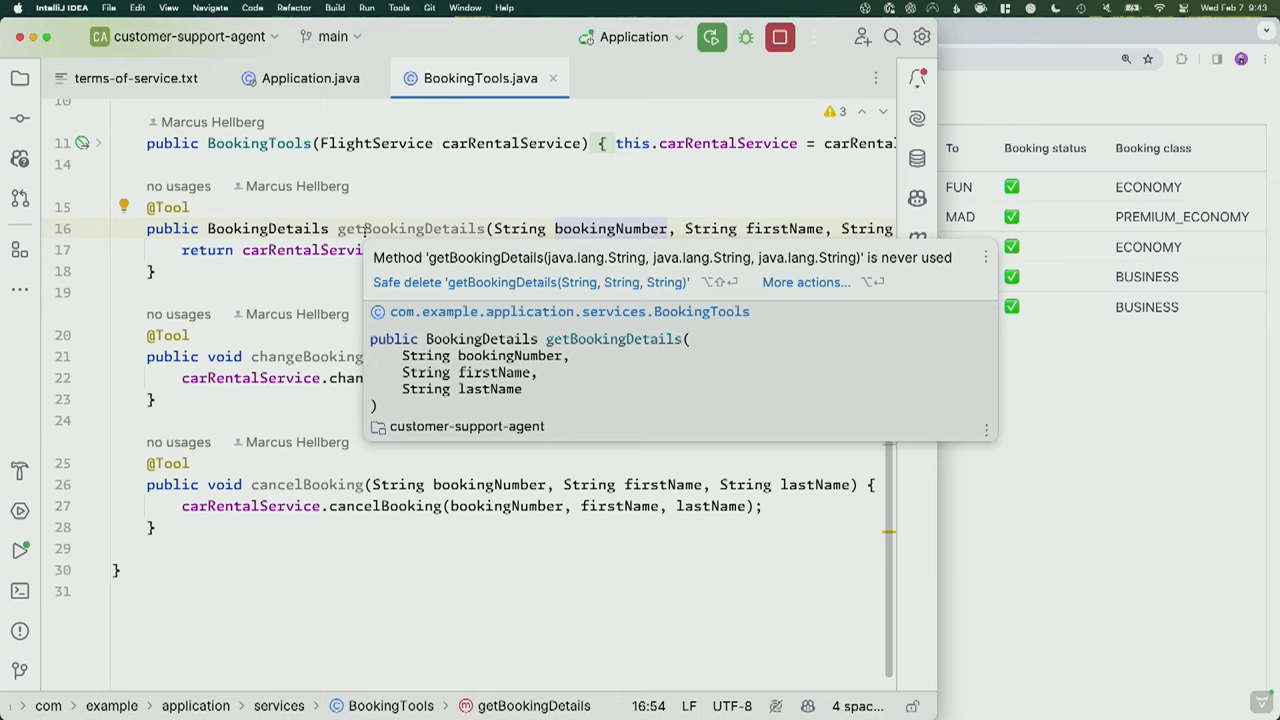 IntelliJ IDEA File Edit View Navigate Code Refactor Build Run Tools Git Window Help Wed Feb 7 9:43
CA customer-support-agent main Application
terms-of-service.txt Application.java BookingTools.java
10
Marcus Hellberg
3
11 public BookingTools(FlightService carRentalService) { this.carRentalService = carRental
14
no usages Marcus Hellberg
15 @Tool
16 public BookingDetails getBookingDetails(String bookingNumber, String firstName, String
17 return carRentalServi
18 }
19
no usages Marcus Hellberg
20 @Tool
21 public void changeBooking
22 carRentalService.chan
23 }
24
no usages Marcus Hellberg
25 @Tool
26 public void cancelBooking(String bookingNumber, String firstName, String lastName) {
27 carRentalService.cancelBooking(bookingNumber, firstName, lastName);
28 }
29
30 }
31
Method 'getBookingDetails(java.lang.String, java.lang.String, java.lang.String)' is never used
Safe delete 'getBookingDetails(String, String, String)' ⌥⇧⏎ More actions... ⌥⏎
com.example.application.services.BookingTools
public BookingDetails getBookingDetails(
String bookingNumber,
String firstName,
String lastName
)
customer-support-agent
com example application services BookingTools getBookingDetails 16:54 LF UTF-8 4 spac...
To Booking status Booking class
FUN ✅ ECONOMY
MAD ✅ PREMIUM_ECONOMY
✅ ECONOMY
✅ BUSINESS
✅ BUSINESS